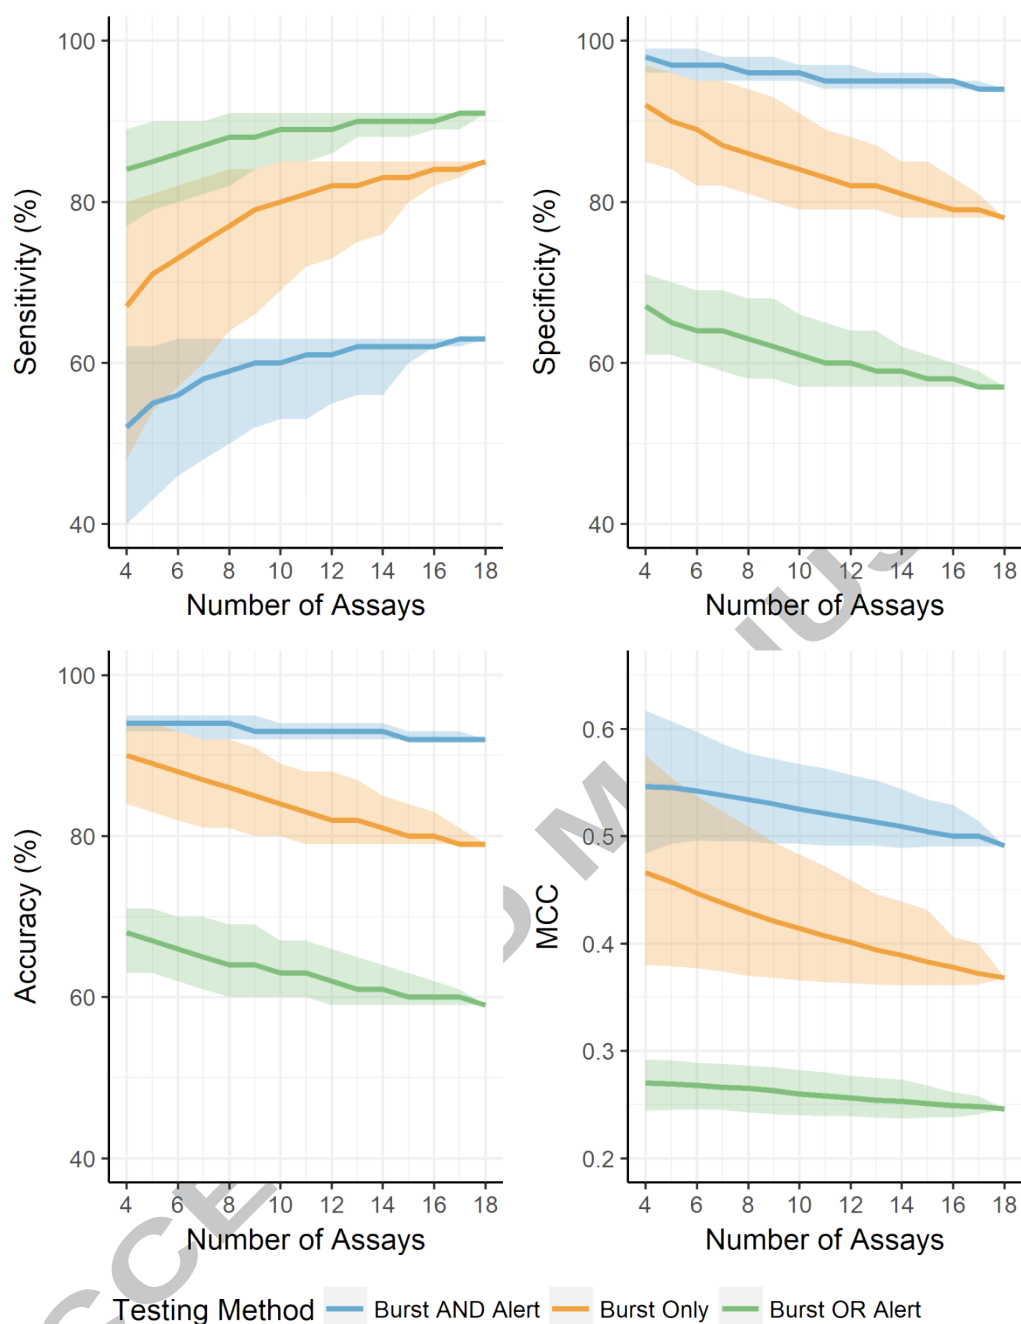 100
80
60
40
Sensitivity (%)
4 6 8 10 12 14 16 18
Number of Assays
100
80
60
40
Specificity (%)
4 6 8 10 12 14 16 18
Number of Assays
100
80
60
40
Accuracy (%)
4 6 8 10 12 14 16 18
Number of Assays
0.6
0.5
0.4
0.3
0.2
MCC
4 6 8 10 12 14 16 18
Number of Assays
Testing Method Burst AND Alert Burst Only Burst OR Alert